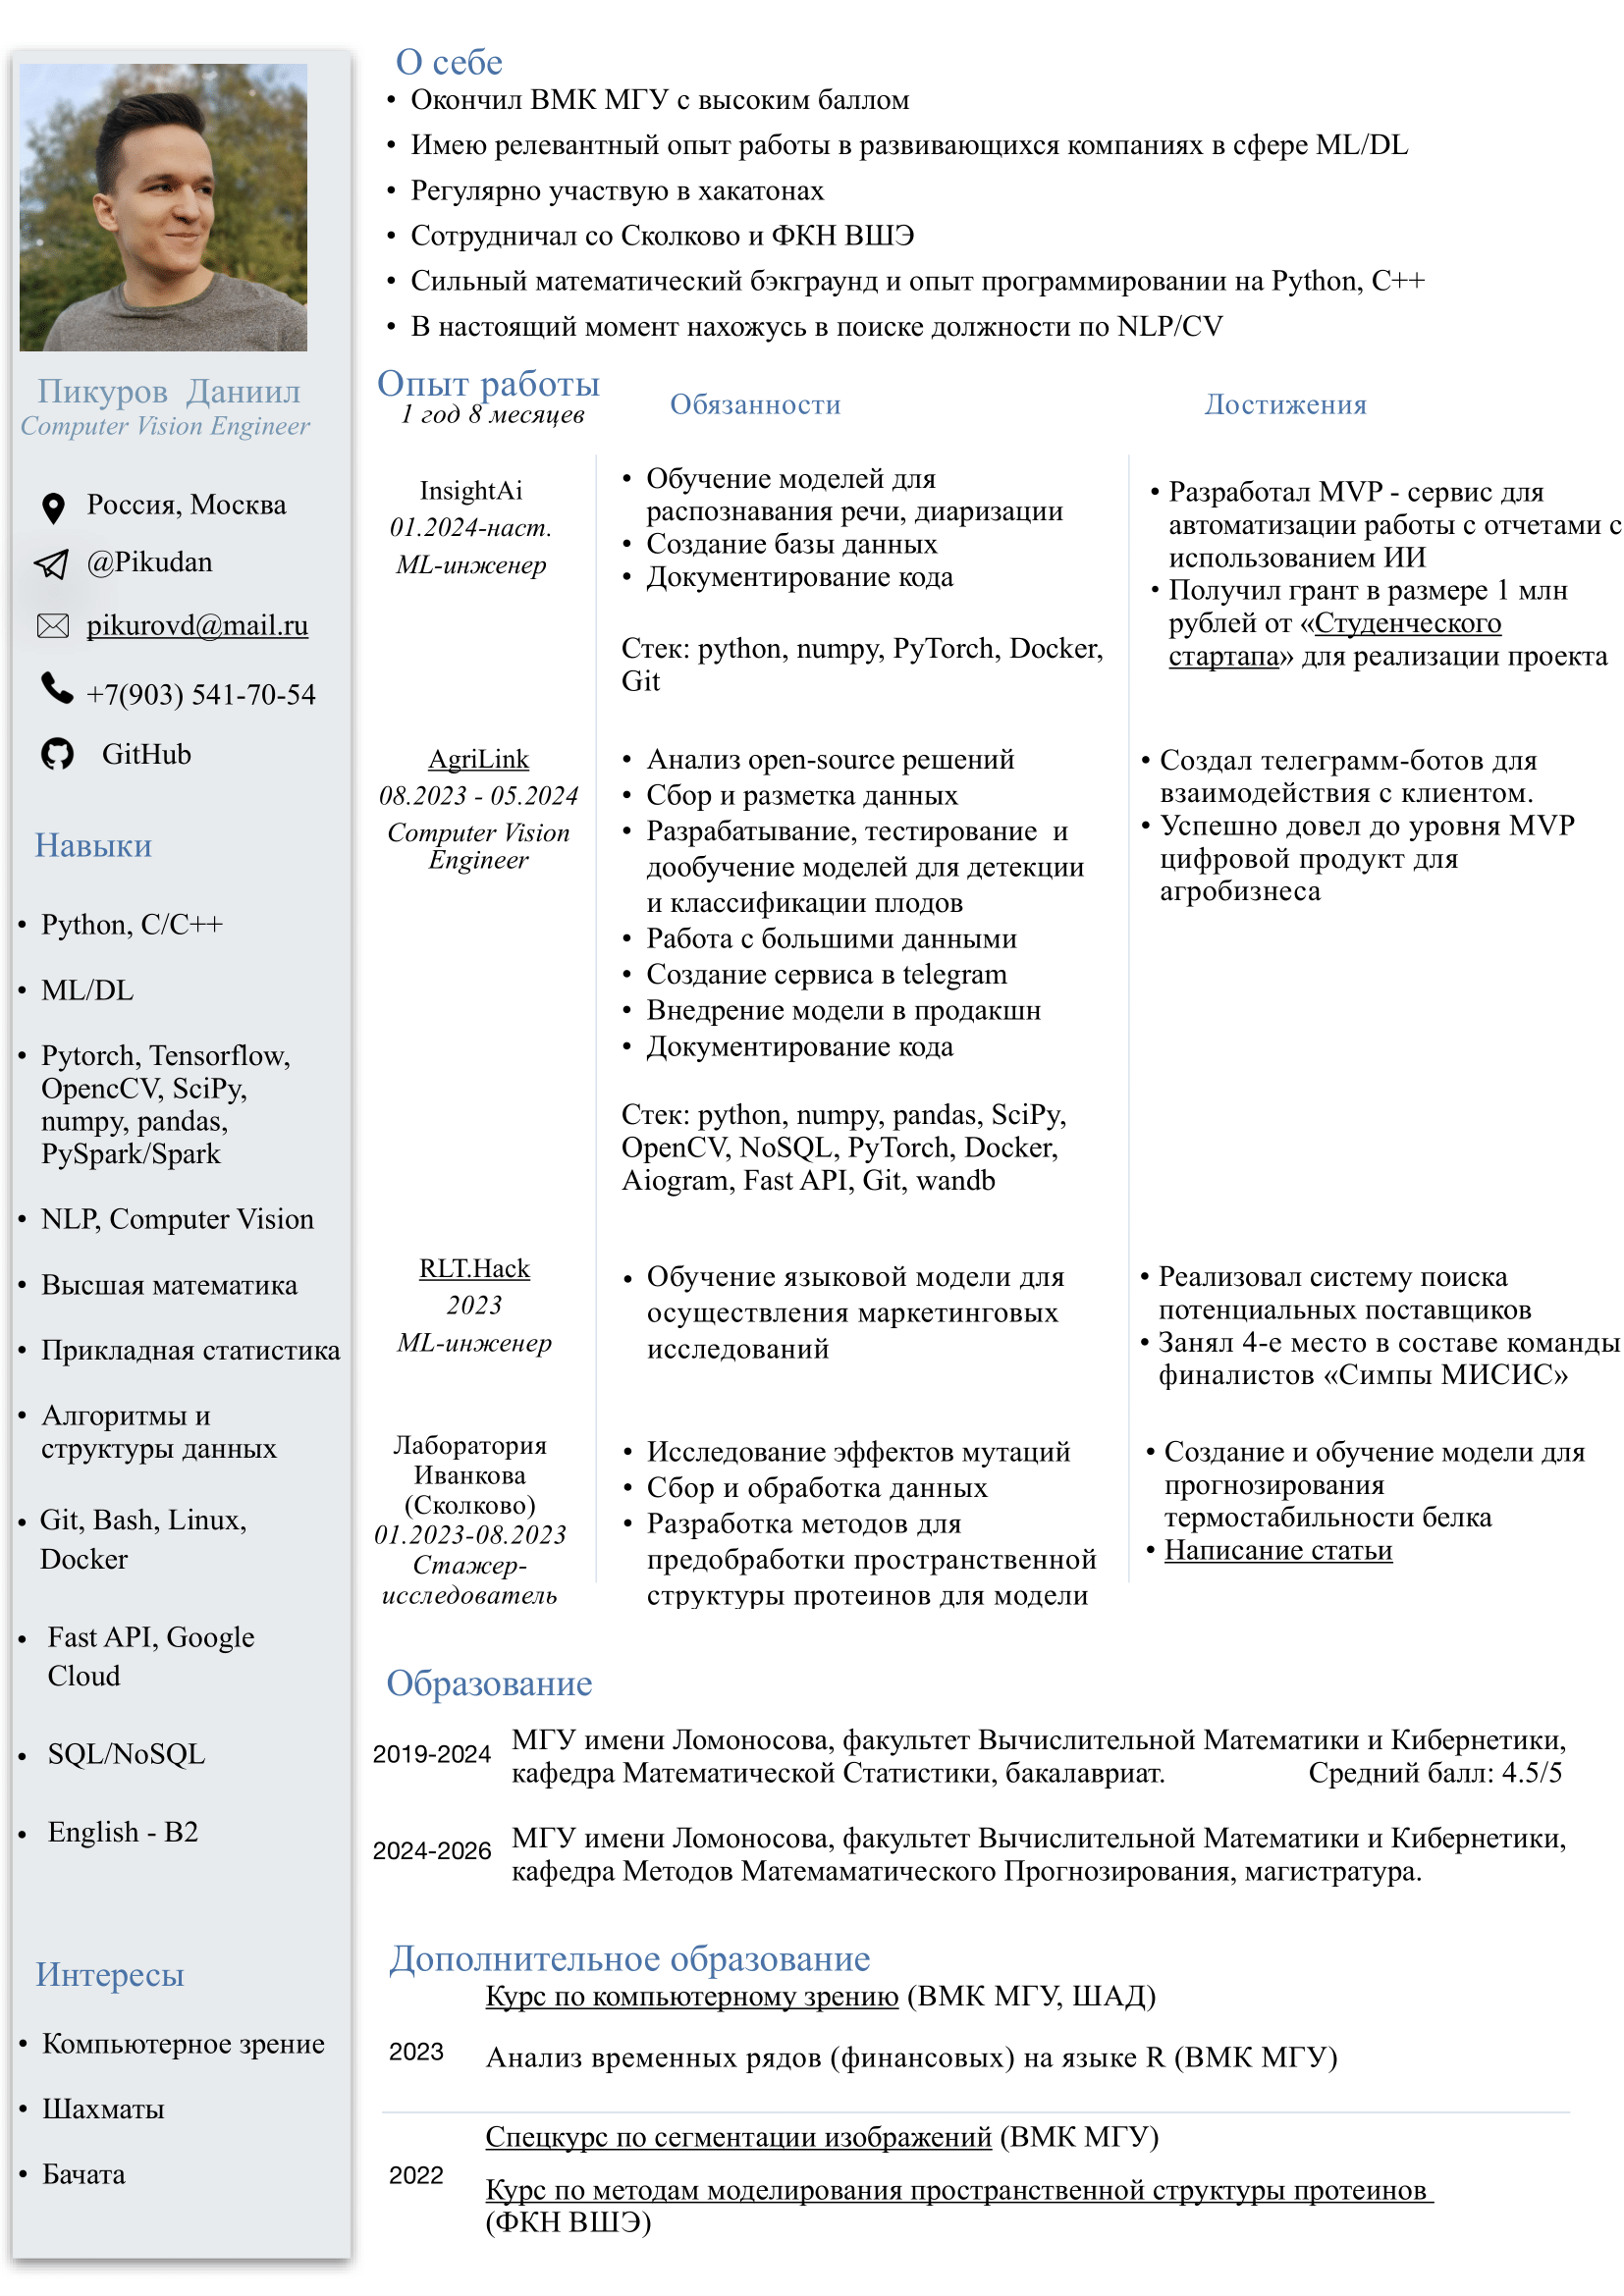 Пикуров Даниил
Computer Vision Engineer
Россия, Москва
@Pikudan
pikurovd@mail.ru
+7(903) 541-70-54
GitHub
Навыки
• Python, C/C++
• ML/DL
• Pytorch, Tensorflow,
OpencCV, SciPy,
numpy, pandas,
PySpark/Spark
• NLP, Computer Vision
• Высшая математика
• Прикладная статистика
• Алгоритмы и
структуры данных
• Git, Bash, Linux,
Docker
• Fast API, Google
Cloud
• SQL/NoSQL
• English - B2
Интересы
• Компьютерное зрение
• Шахматы
• Бачата
О себе
• Окончил ВМК МГУ с высоким баллом
• Имею релевантный опыт работы в развивающихся компаниях в сфере ML/DL
• Регулярно участвую в хакатонах
• Сотрудничал со Сколково и ФКН ВШЭ
• Сильный математический бэкграунд и опыт программировании на Python, C++
• В настоящий момент нахожусь в поиске должности по NLP/CV
Опыт работы
1 год 8 месяцев
Обязанности
Достижения
InsightAi
01.2024-наст.
ML-инженер
• Обучение моделей для
распознавания речи, диаризации
• Создание базы данных
• Документирование кода
Стек: python, numpy, PyTorch, Docker,
Git
• Разработал MVP - сервис для
автоматизации работы с отчетами с
использованием ИИ
• Получил грант в размере 1 млн
рублей от «Студенческого
стартапа» для реализации проекта
AgriLink
08.2023 - 05.2024
Computer Vision
Engineer
• Анализ open-source решений
• Сбор и разметка данных
• Разрабатывание, тестирование и
дообучение моделей для детекции
и классификации плодов
• Работа с большими данными
• Создание сервиса в telegram
• Внедрение модели в продакшн
• Документирование кода
Стек: python, numpy, pandas, SciPy,
OpenCV, NoSQL, PyTorch, Docker,
Aiogram, Fast API, Git, wandb
• Создал телеграмм-ботов для
взаимодействия с клиентом.
• Успешно довел до уровня MVP
цифровой продукт для
агробизнеса
RLT.Hack
2023
ML-инженер
• Обучение языковой модели для
осуществления маркетинговых
исследований
• Реализовал систему поиска
потенциальных поставщиков
• Занял 4-е место в составе команды
финалистов «Симпы МИСИС»
Лаборатория
Иванкова
(Сколково)
01.2023-08.2023
Стажер-
исследователь
• Исследование эффектов мутаций
• Сбор и обработка данных
• Разработка методов для
предобработки пространственной
структуры протеинов для модели
• Создание и обучение модели для
прогнозирования
термостабильности белка
• Написание статьи
Образование
2019-2024
МГУ имени Ломоносова, факультет Вычислительной Математики и Кибернетики,
кафедра Математической Статистики, бакалавриат. Средний балл: 4.5/5
2024-2026
МГУ имени Ломоносова, факультет Вычислительной Математики и Кибернетики,
кафедра Методов Матемаматического Прогнозирования, магистратура.
Дополнительное образование
Курс по компьютерному зрению (ВМК МГУ, ШАД)
2023
Анализ временных рядов (финансовых) на языке R (ВМК МГУ)
Спецкурс по сегментации изображений (ВМК МГУ)
2022
Курс по методам моделирования пространственной структуры протеинов
(ФКН ВШЭ)